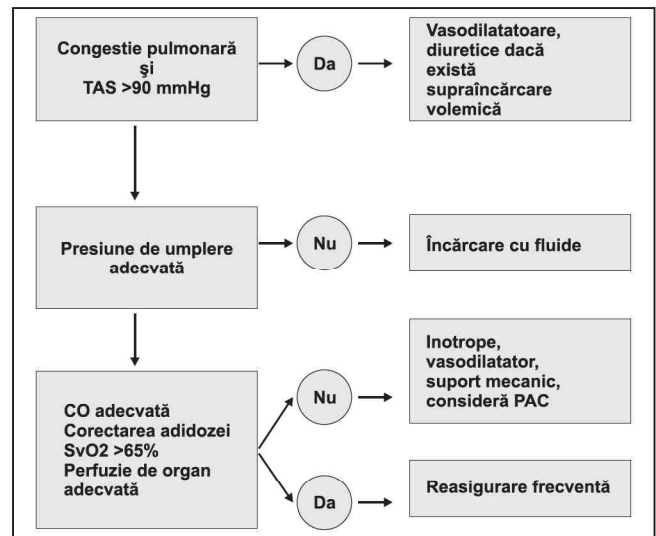 Congestie pulmonară
şi
TAS >90 mmHg
Da
Vasodilatatoare,
diuretice dacă
există
supraîncărcare
volemică
Presiune de umplere
adecvată
Nu
Încărcare cu fluide
CO adecvată
Corectarea adidozei
SvO2 >65%
Perfuzie de organ
adecvată
Nu
Inotrope,
vasodilatator,
suport mecanic,
consideră PAC
Da
Reasigurare frecventă